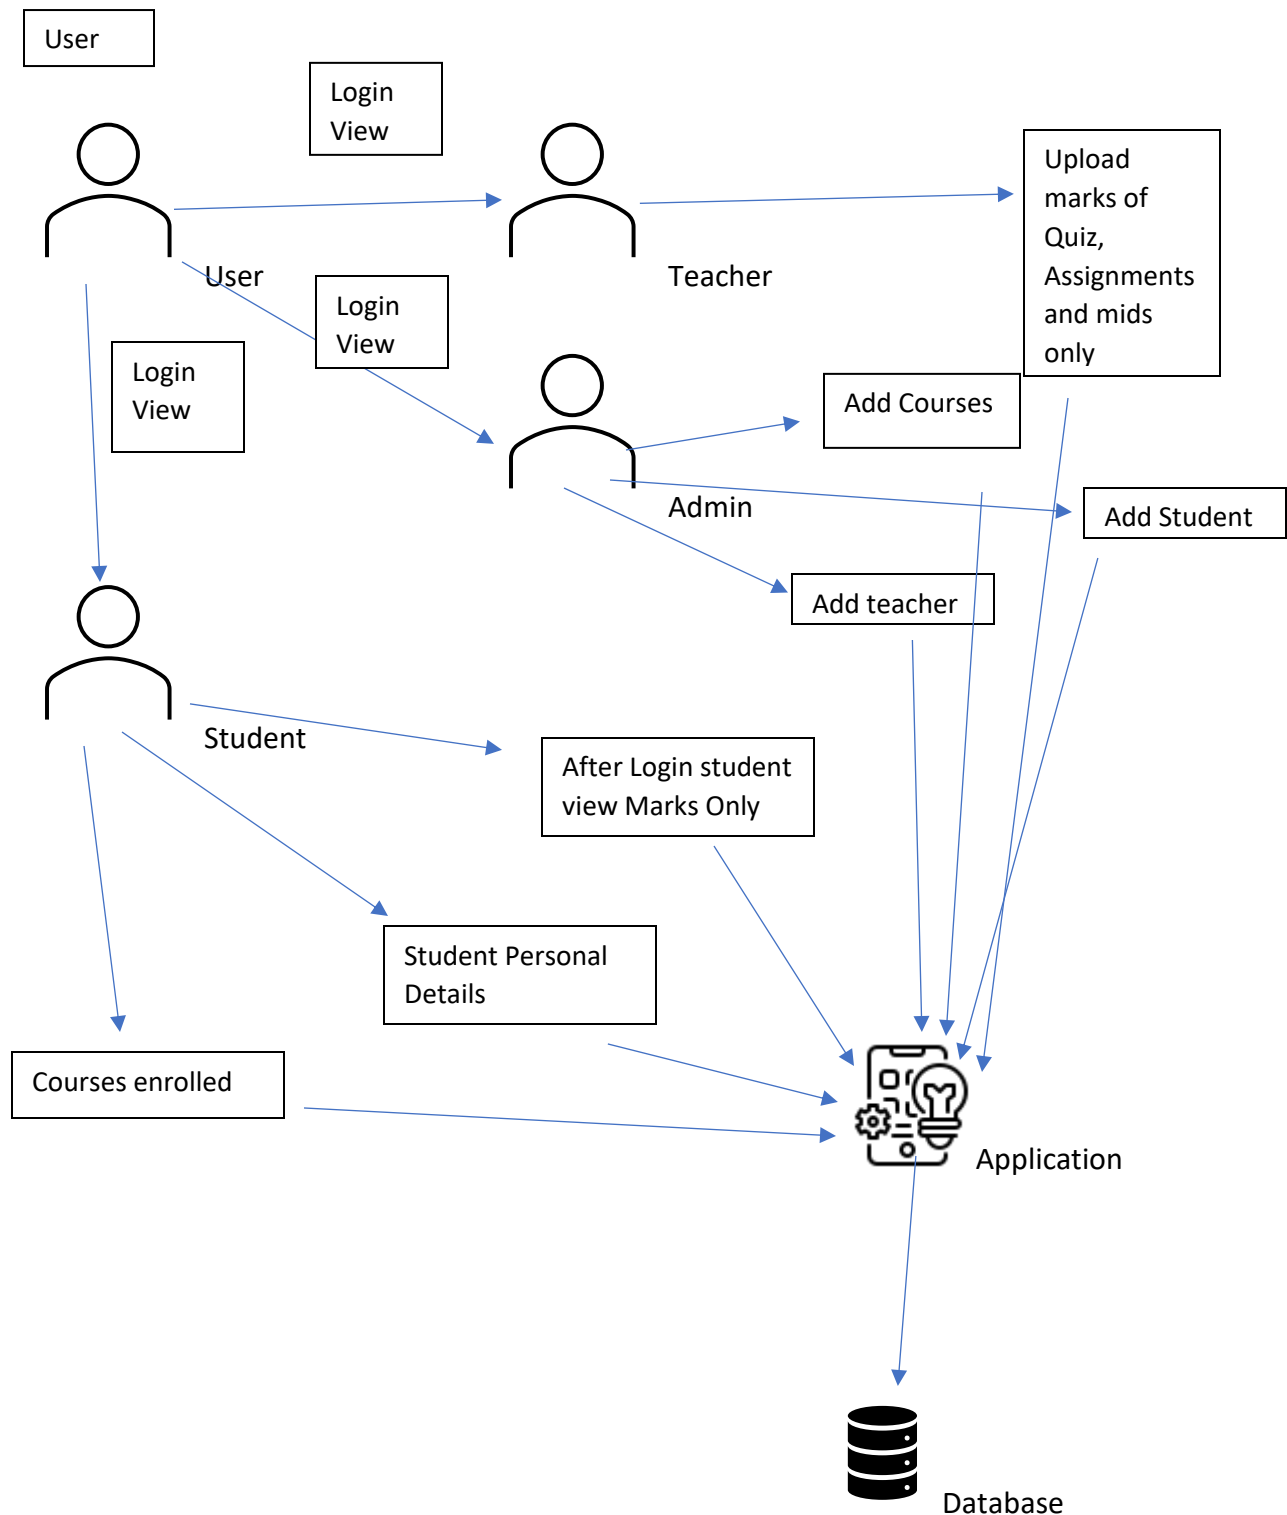 User
Login
View
Upload
marks of
Quiz,
Assignments
and mids
only
User
Teacher
Login
View
Login
View
Add Courses
Admin
Add Student
Add teacher
Student
After Login student
view Marks Only
Student Personal
Details
Courses enrolled
Application
Database